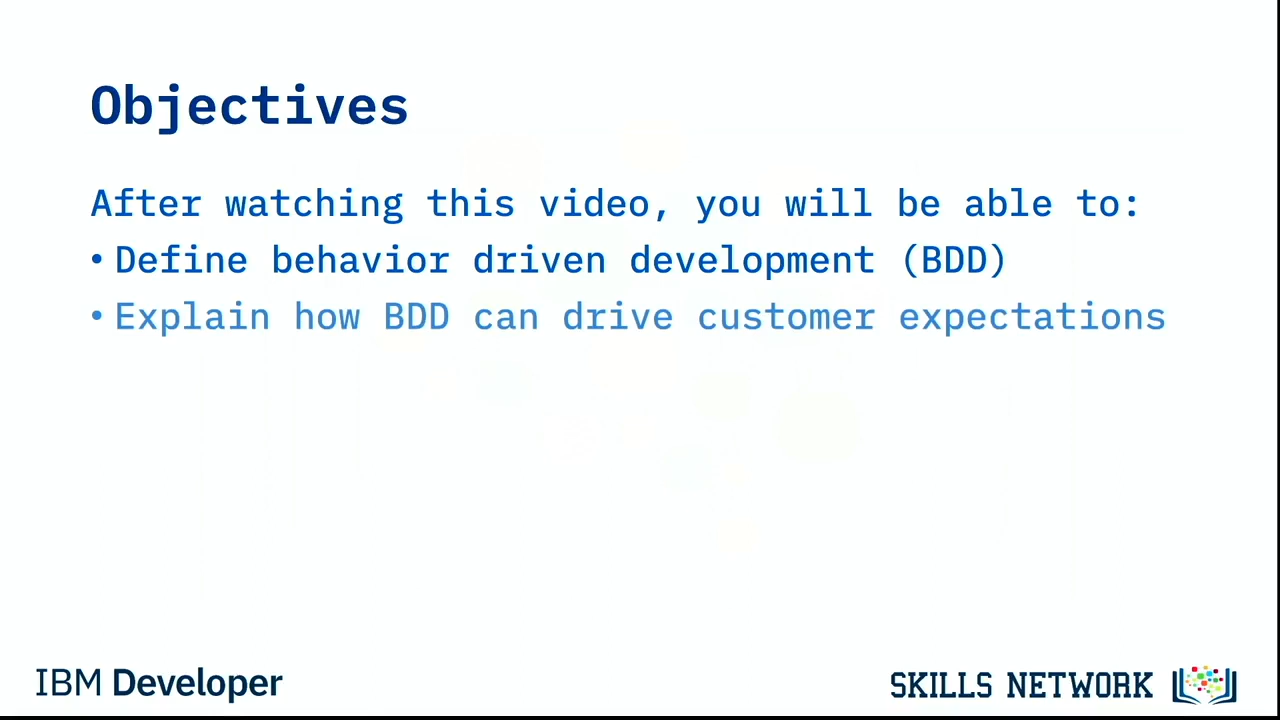 Objectives
After watching this video, you will be able to:
• Define behavior driven development (BDD)
• Explain how BDD can drive customer expectations
IBM Developer
SKILLS NETWORK